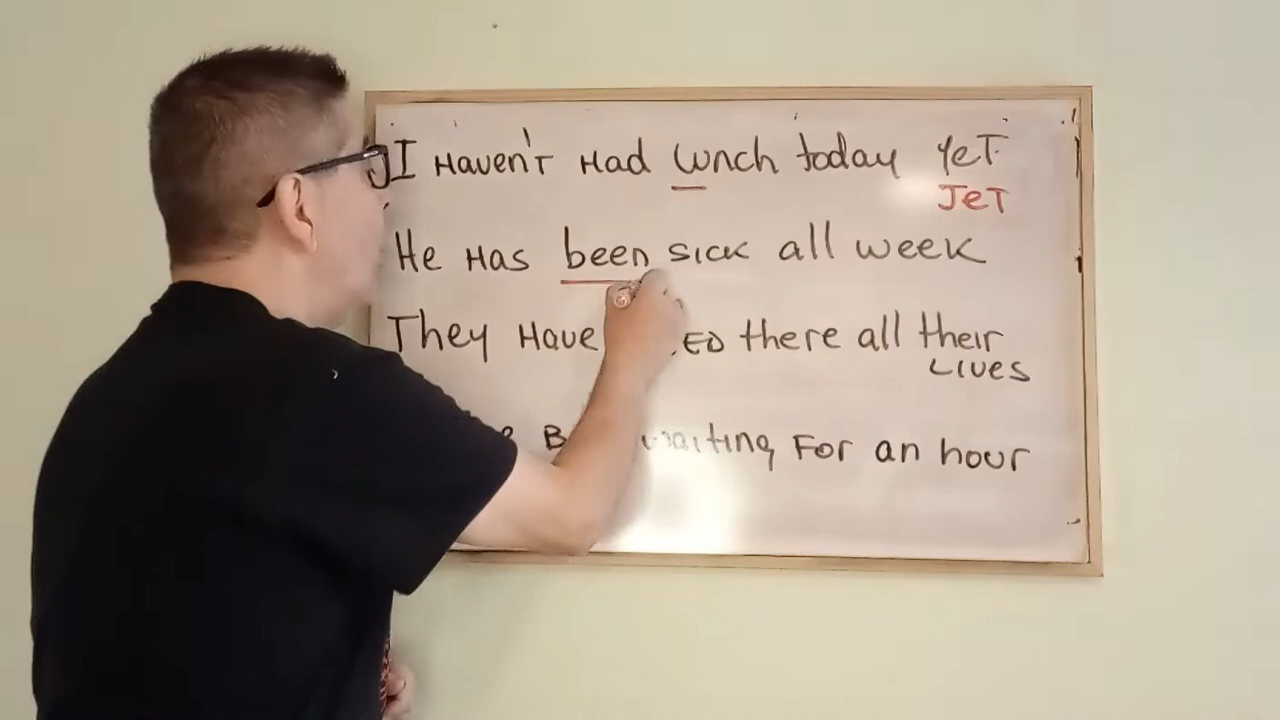 I Haven't Had Lunch today YeT
JeT
He Has been sick all week
They Have there all their
Lives
waiting For an hour